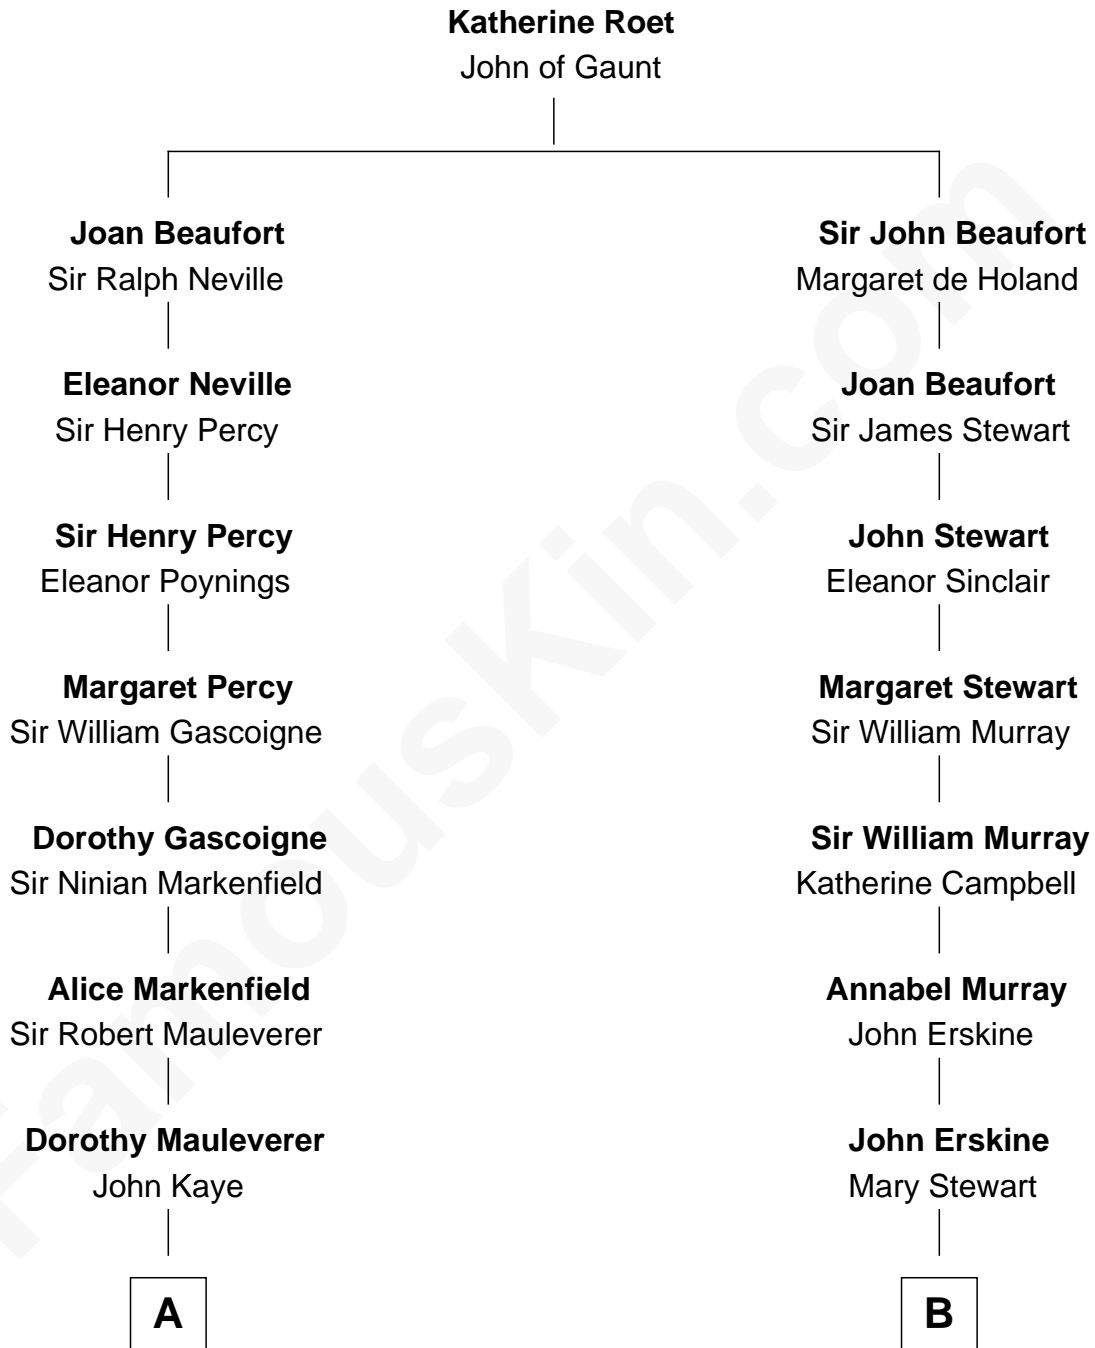 Katherine Roet
John of Gaunt
Joan Beaufort
Sir Ralph Neville
Sir John Beaufort
Margaret de Holand
Eleanor Neville
Sir Henry Percy
Joan Beaufort
Sir James Stewart
Sir Henry Percy
Eleanor Poynings
John Stewart
Eleanor Sinclair
Margaret Percy
Sir William Gascoigne
Margaret Stewart
Sir William Murray
Dorothy Gascoigne
Sir Ninian Markenfield
Sir William Murray
Katherine Campbell
Alice Markenfield
Sir Robert Mauleverer
Annabel Murray
John Erskine
Dorothy Mauleverer
John Kaye
John Erskine
Mary Stewart
A
B
FamousKin.com